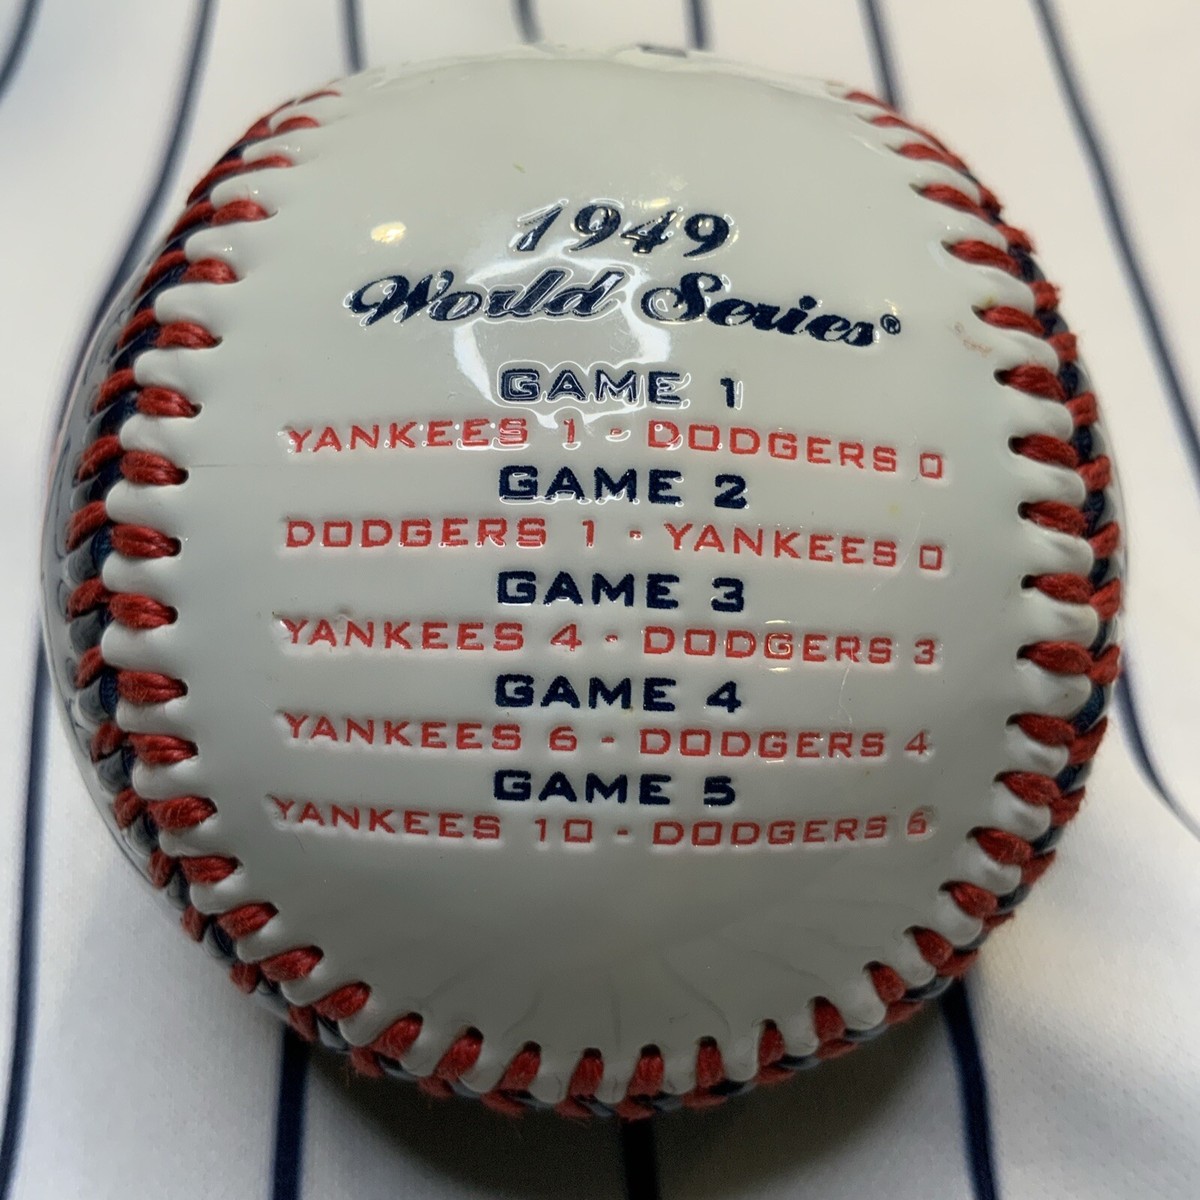 1949
World Series®
GAME 1
YANKEES 1 - DODGERS 0
GAME 2
DODGERS 1 - YANKEES 0
GAME 3
YANKEES 4 - DODGERS 3
GAME 4
YANKEES 6 - DODGERS 4
GAME 5
YANKEES 10 - DODGERS 6